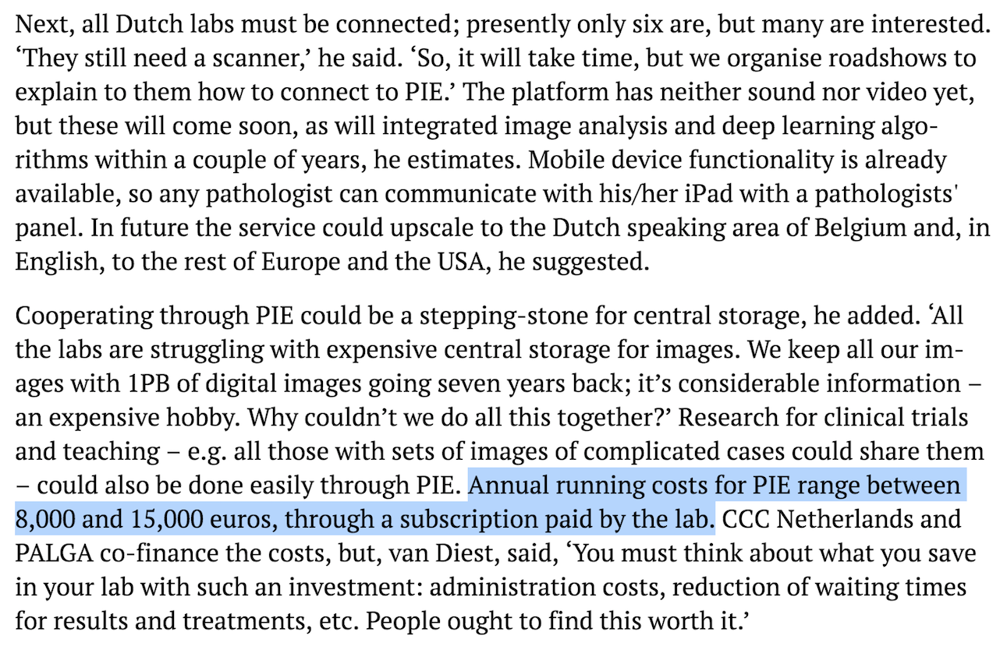 Next, all Dutch labs must be connected; presently only six are, but many are interested.
‘They still need a scanner,’ he said. ‘So, it will take time, but we organise roadshows to
explain to them how to connect to PIE.’ The platform has neither sound nor video yet,
but these will come soon, as will integrated image analysis and deep learning algo-
rithms within a couple of years, he estimates. Mobile device functionality is already
available, so any pathologist can communicate with his/her iPad with a pathologists'
panel. In future the service could upscale to the Dutch speaking area of Belgium and, in
English, to the rest of Europe and the USA, he suggested.
Cooperating through PIE could be a stepping-stone for central storage, he added. ‘All
the labs are struggling with expensive central storage for images. We keep all our im-
ages with 1PB of digital images going seven years back; it’s considerable information –
an expensive hobby. Why couldn’t we do all this together?’ Research for clinical trials
and teaching – e.g. all those with sets of images of complicated cases could share them
– could also be done easily through PIE. Annual running costs for PIE range between
8,000 and 15,000 euros, through a subscription paid by the lab. CCC Netherlands and
PALGA co-finance the costs, but, van Diest, said, ‘You must think about what you save
in your lab with such an investment: administration costs, reduction of waiting times
for results and treatments, etc. People ought to find this worth it.’